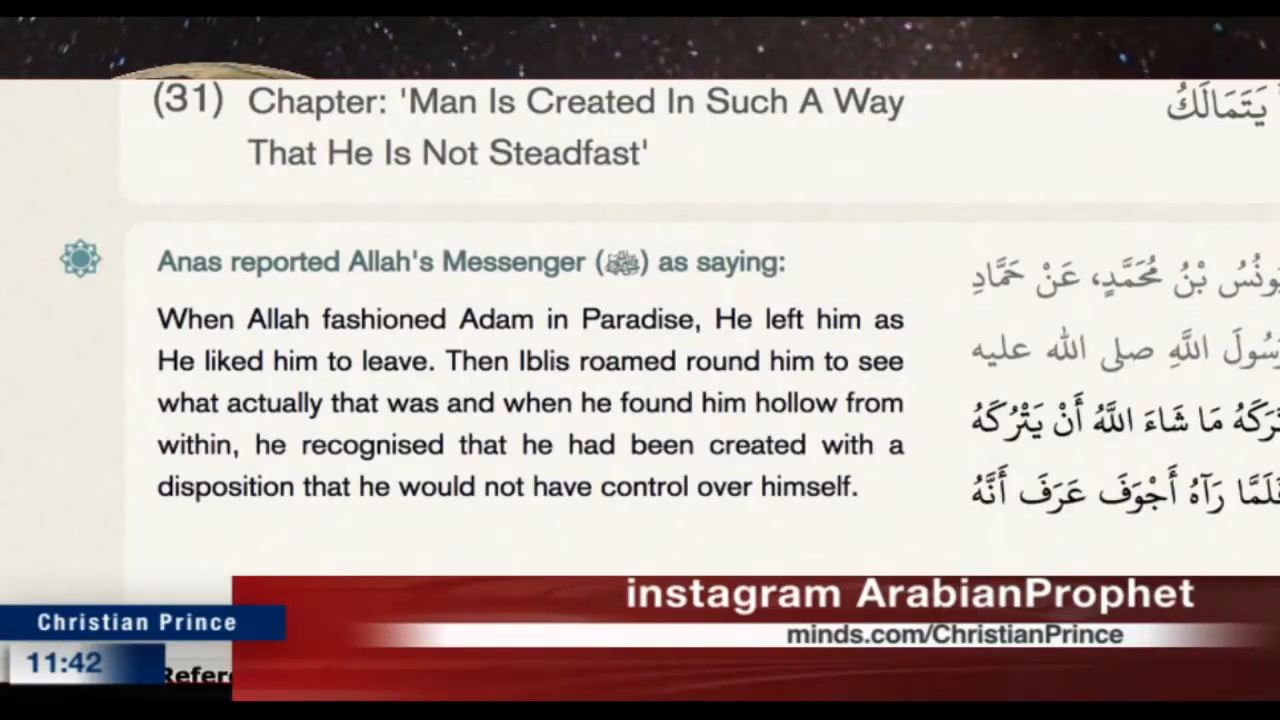 (31) Chapter: 'Man Is Created In Such A Way
That He Is Not Steadfast'
يَتَمَالَكُ
Anas reported Allah's Messenger (ﷺ) as saying:
When Allah fashioned Adam in Paradise, He left him as
He liked him to leave. Then Iblis roamed round him to see
what actually that was and when he found him hollow from
within, he recognised that he had been created with a
disposition that he would not have control over himself.
بْنُ مُحَمَّدٍ، عَنْ حَمَّادِ
اللَّهِ صلى الله عليه
مَا شَاءَ اللَّهُ أَنْ يَتْرُكَهُ
رَآهُ أَجْوَفَ عَرَفَ أَنَّهُ
instagram ArabianProphet
minds.com/ChristianPrince
Christian Prince
11:42